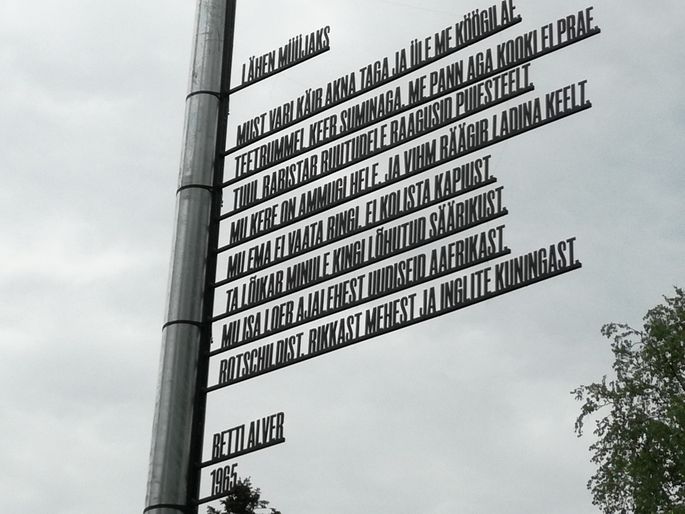 LÄHEN MÜÜJAKS
MUST VARI KÄIB AKNA TAGA JA ÜLE ME KÖÖGILAE.
TEETRUMMEL KEEB SUMINAGA. ME PANN AGA KOOKI EI PRAE.
TUUL RABISTAB RUUTUDELE RAAGUSID PUIESTEELT.
MU KERE ON AMMUGI HELE. JA VIHM RÄÄGIB LADINA KEELT.
MU EMA EI VAATA RINGI. EI KOLISTA KAPUIST.
TA LÕIKAB MINULE KINGI LÕHUTUD SÄÄRIKUIST.
MU ISA LOEB AJALEHEST UUDISEID AAFRIKAST.
ROTSCHILDIST. RIKKAST MEHEST. JA INGLITE KUNINGAST.
BETTI ALVER
1965